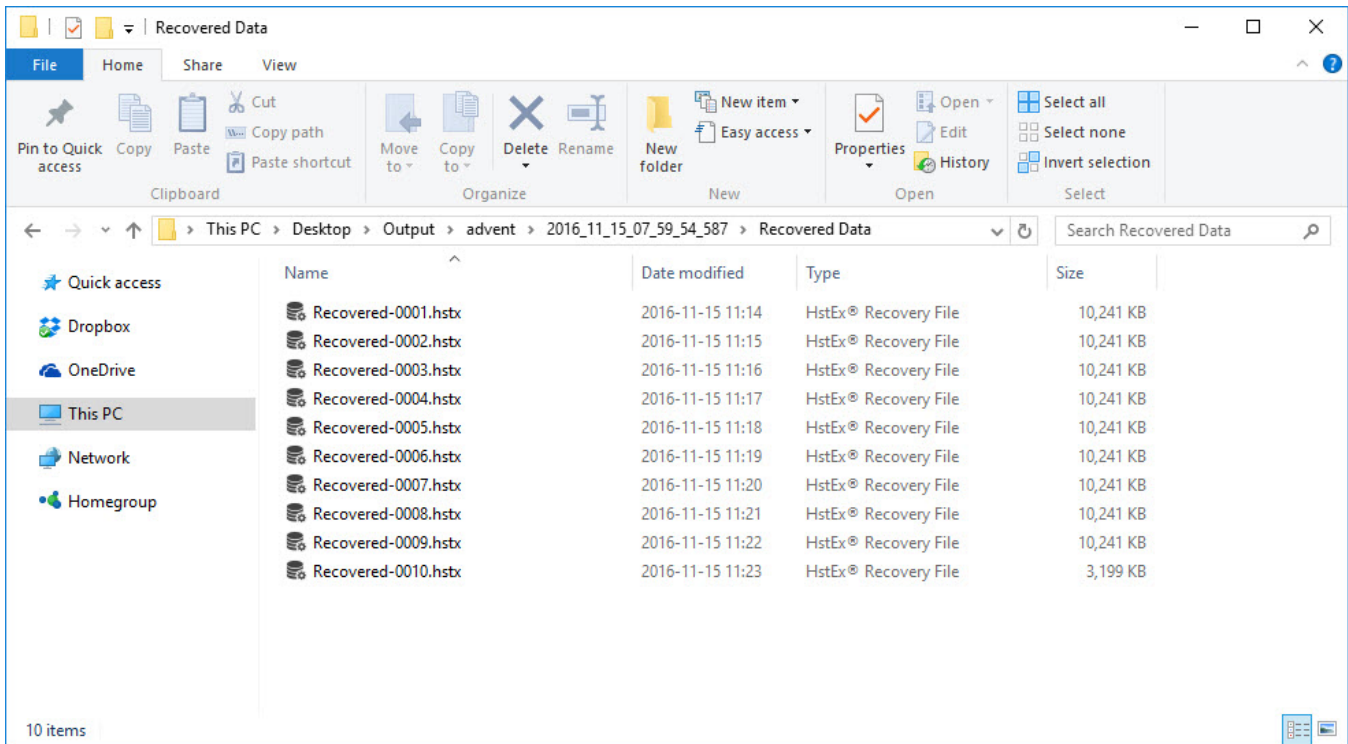 Recovered Data
File Home Share View
Pin to Quick access
Copy
Paste
Cut
Copy path
Paste shortcut
Clipboard
Move to
Copy to
Delete
Rename
Organize
New folder
New item
Easy access
New
Properties
Open
Edit
History
Open
Select all
Select none
Invert selection
Select
This PC > Desktop > Output > advent > 2016_11_15_07_59_54_587 > Recovered Data
Search Recovered Data
Quick access
Dropbox
OneDrive
This PC
Network
Homegroup
Name Date modified Type Size
Recovered-0001.hstx 2016-11-15 11:14 HstEx® Recovery File 10,241 KB
Recovered-0002.hstx 2016-11-15 11:15 HstEx® Recovery File 10,241 KB
Recovered-0003.hstx 2016-11-15 11:16 HstEx® Recovery File 10,241 KB
Recovered-0004.hstx 2016-11-15 11:17 HstEx® Recovery File 10,241 KB
Recovered-0005.hstx 2016-11-15 11:18 HstEx® Recovery File 10,241 KB
Recovered-0006.hstx 2016-11-15 11:19 HstEx® Recovery File 10,241 KB
Recovered-0007.hstx 2016-11-15 11:20 HstEx® Recovery File 10,241 KB
Recovered-0008.hstx 2016-11-15 11:21 HstEx® Recovery File 10,241 KB
Recovered-0009.hstx 2016-11-15 11:22 HstEx® Recovery File 10,241 KB
Recovered-0010.hstx 2016-11-15 11:23 HstEx® Recovery File 3,199 KB
10 items